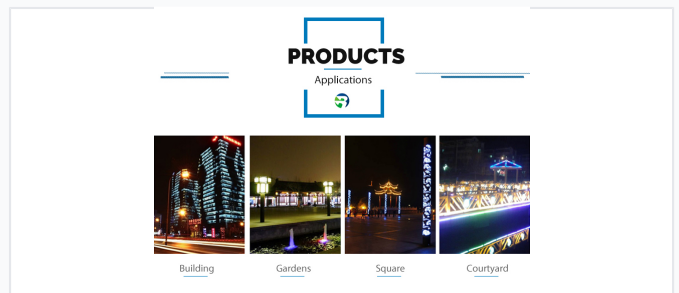 PRODUCTS
Applications
Building
Gardens
Square
Courtyard